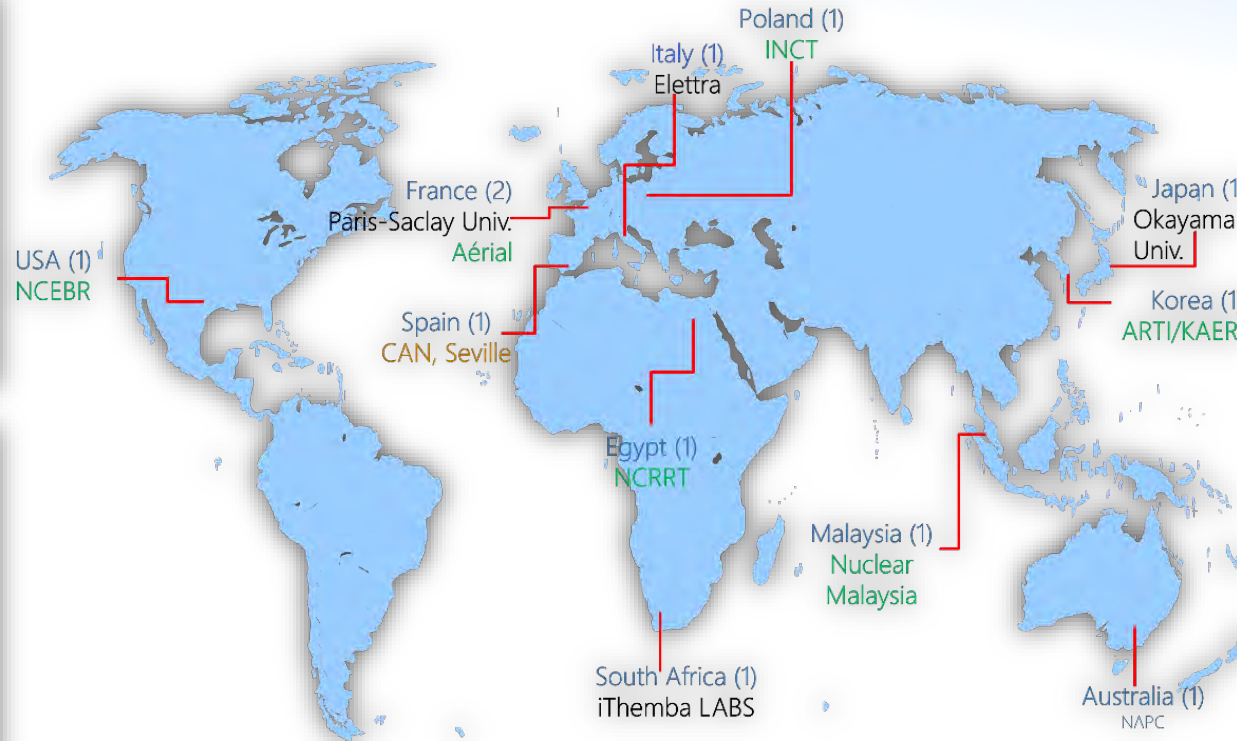 Poland (1)
INCT
Italy (1)
Elettra
France (2)
Paris-Saclay Univ.
Aérial
USA (1)
NCEBR
Spain (1)
CAN, Seville
Egypt (1)
NCRRT
Japan (1
Okayama
Univ.
Korea (1
ARTI/KAER
Malaysia (1)
Nuclear
Malaysia
South Africa (1)
iThemba LABS
Australia (1)
NAPC